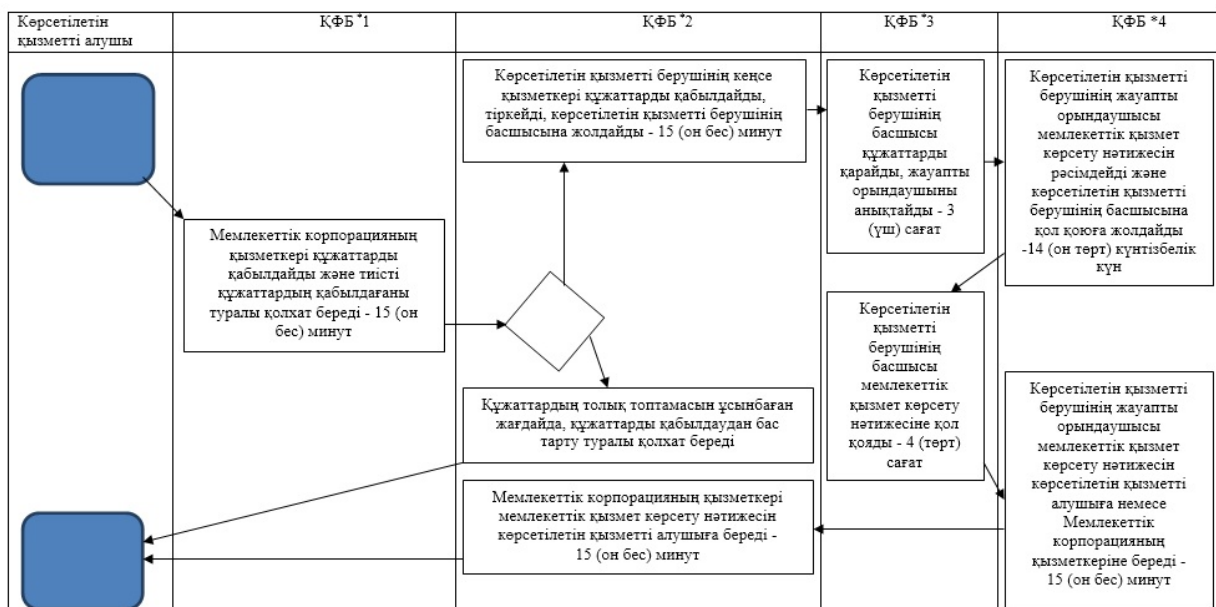 Көрсетілетін
қызметті алушы
ҚФБ *1
ҚФБ *2
ҚФБ *3
ҚФБ *4
Көрсетілетін қызметті берушінің кеңсе
қызметкері құжаттарды қабылдайды,
тіркейді, көрсетілетін қызметті берушінің
басшысына жолдайды - 15 (он бес) минут
Көрсетілетін
қызметті
берушінің
басшысы
құжаттарды
қарайды, жауапты
орындаушыны
анықтайды - 3
(үш) сағат
Көрсетілетін қызметті
берушінің жауапты
орындаушысы
мемлекеттік қызмет
көрсету нәтижесін
рәсімдейді және
көрсетілетін қызметті
берушінің басшысына
қол қоюға жолдайды
-14 (он төрт) күнтізбелік
күн
Мемлекеттік корпорацияның
қызметкері құжаттарды
қабылдайды және тиісті
құжаттардың қабылдағаны
туралы қолхат береді - 15 (он
бес) минут
Көрсетілетін
қызметті
берушінің
басшысы
мемлекеттік
қызмет көрсету
нәтижесіне қол
қояды - 4 (төрт)
сағат
Құжаттардың толық топтамасын ұсынбаған
жағдайда, құжаттарды қабылдаудан бас
тарту туралы қолхат береді
Көрсетілетін қызметті
берушінің жауапты
орындаушысы
мемлекеттік қызмет
көрсету нәтижесін
көрсетілетін қызметті
алушыға немесе
Мемлекеттік
корпорацияның
қызметкеріне береді -
15 (он бес) минут
Мемлекеттік корпорацияның қызметкері
мемлекеттік қызмет көрсету нәтижесін
көрсетілетін қызметті алушыға береді -
15 (он бес) минут